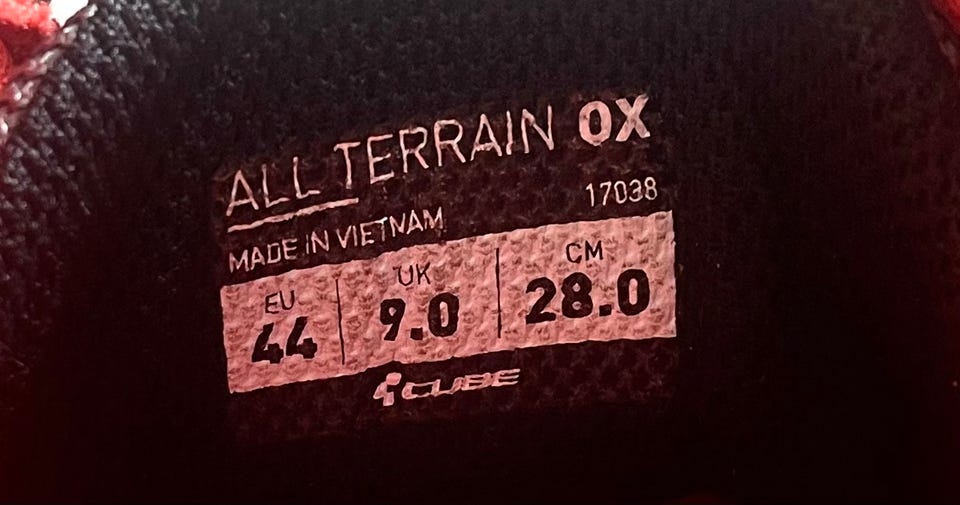 ALL TERRAIN OX
17038
MADE IN VIETNAM
EU UK CM
44 9.0 28.0
CUBE